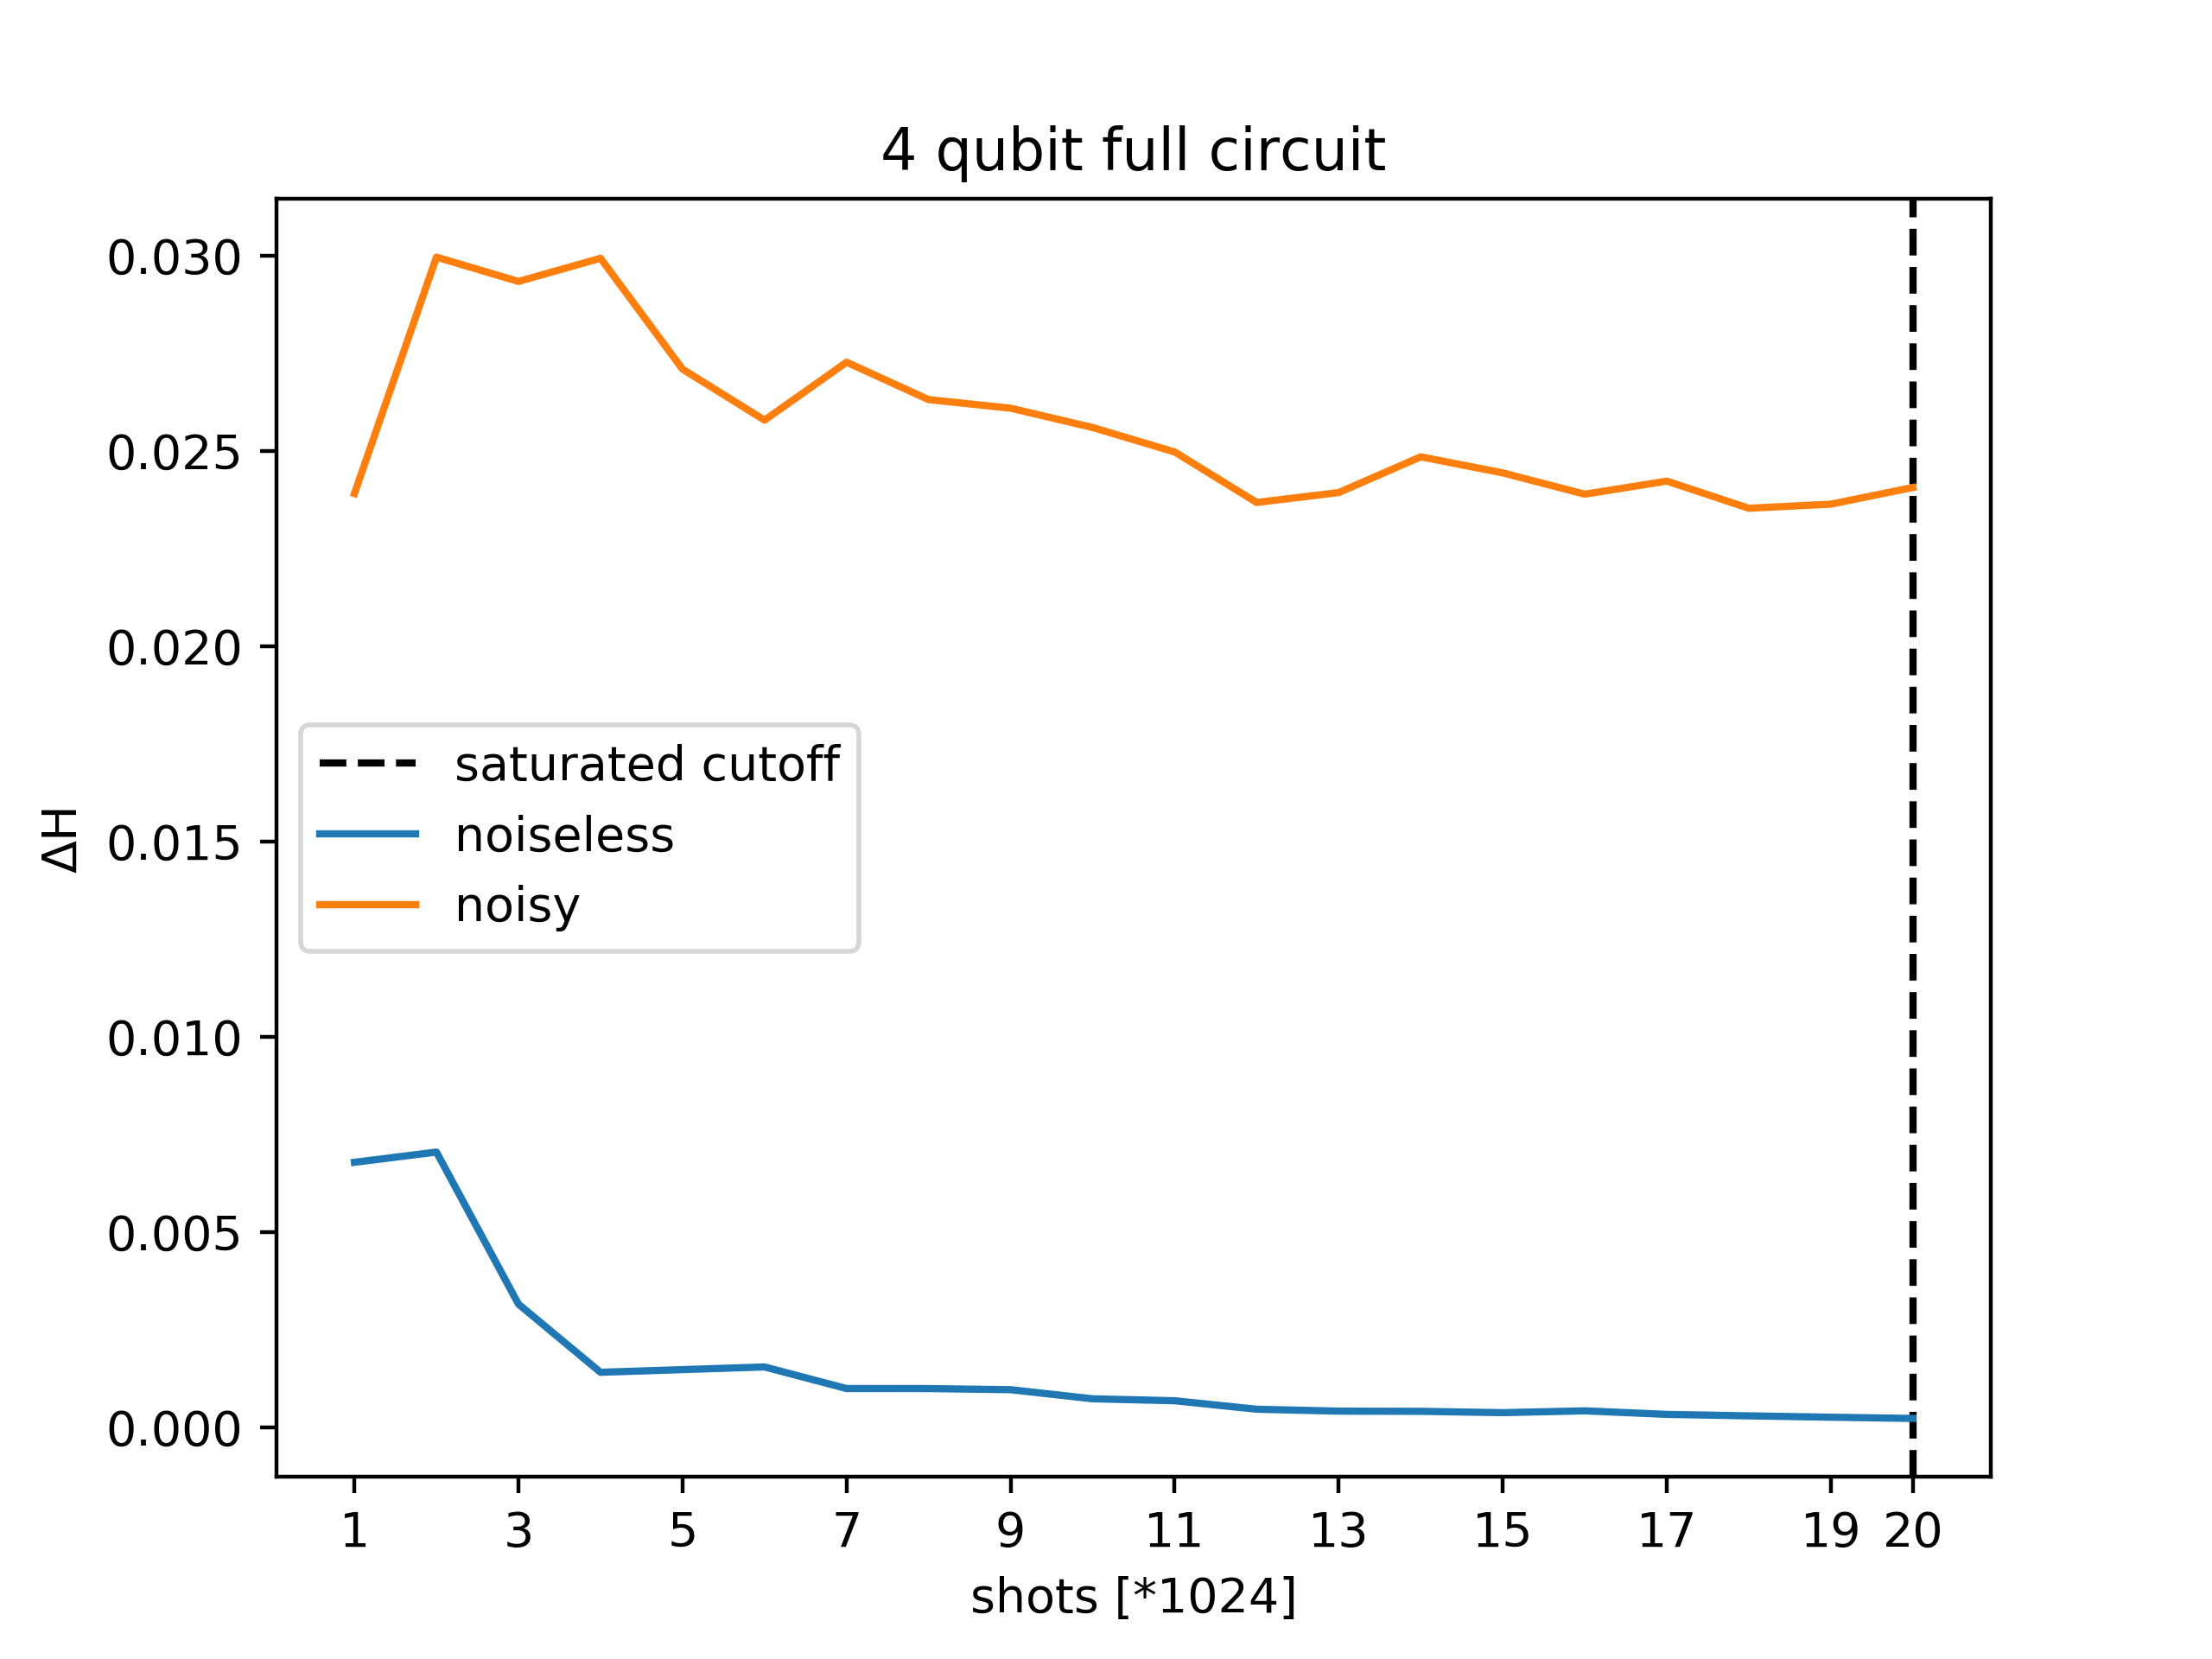 4 qubit full circuit
0.030
0.025
0.020
0.015
0.010
0.005
0.000
ΔH
saturated cutoff
noiseless
noisy
1 3 5 7 9 11 13 15 17 19 20
shots [*1024]